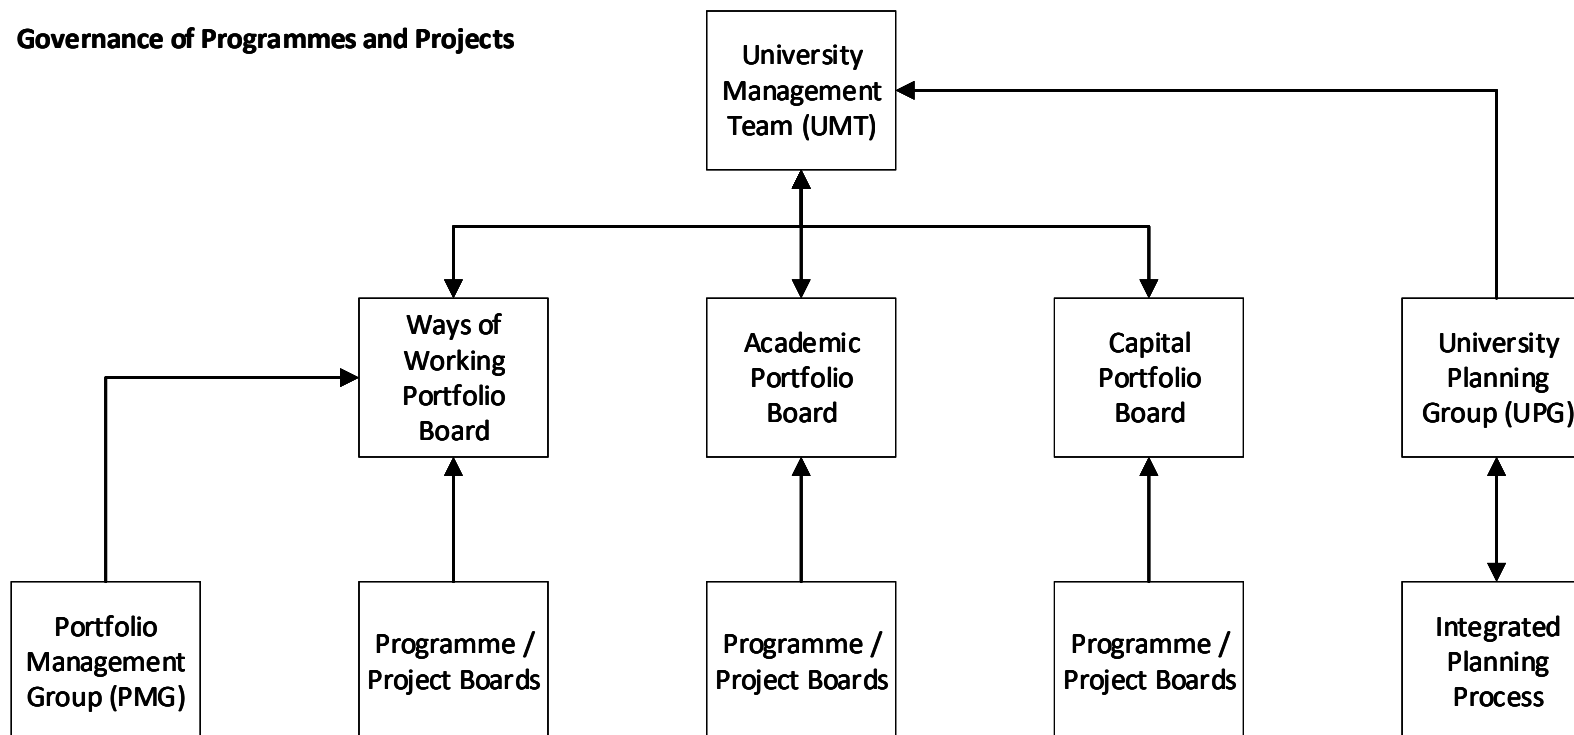 Governance of Programmes and Projects
University
Management
Team (UMT)
Ways of
Working
Portfolio
Board
Academic
Portfolio
Board
Capital
Portfolio
Board
University
Planning
Group (UPG)
Portfolio
Management
Group (PMG)
Programme /
Project Boards
Programme /
Project Boards
Programme /
Project Boards
Integrated
Planning
Process